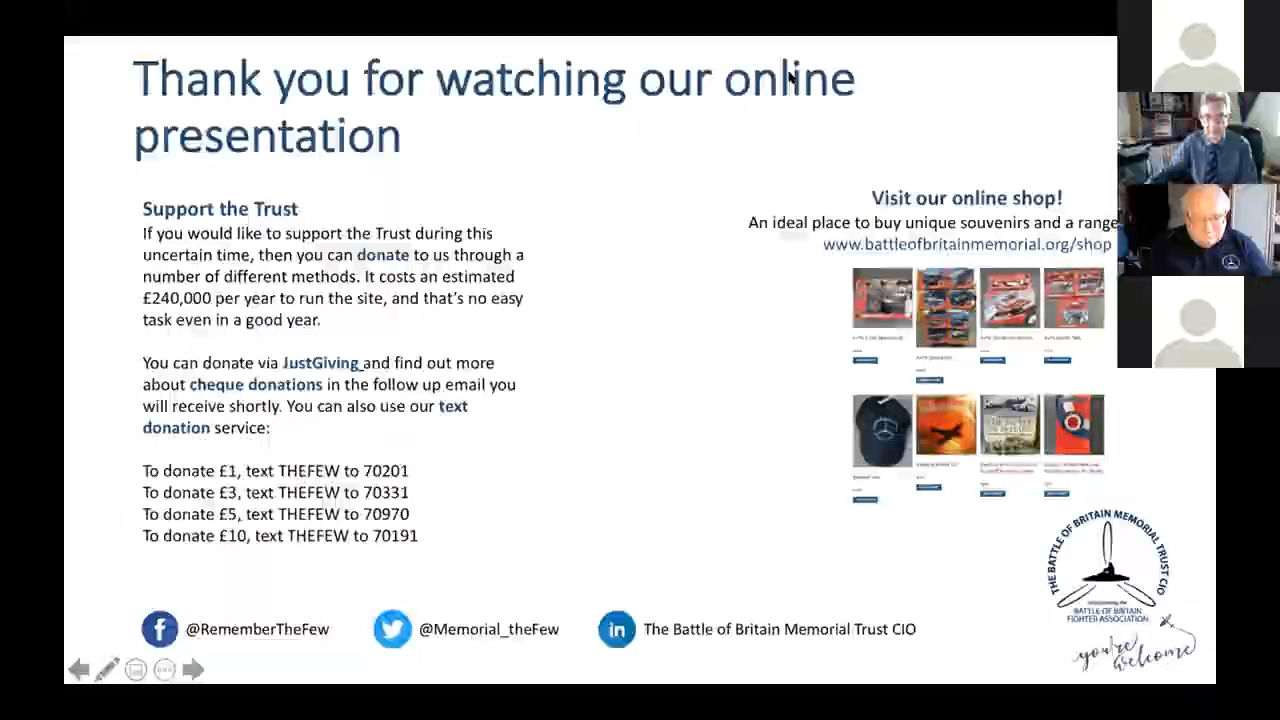 Thank you for watching our online
presentation
Support the Trust
If you would like to support the Trust during this
uncertain time, then you can donate to us through a
number of different methods. It costs an estimated
£240,000 per year to run the site, and that's no easy
task even in a good year.
You can donate via JustGiving and find out more
about cheque donations in the follow up email you
will receive shortly. You can also use our text
donation service:
To donate £1, text THEFEW to 70201
To donate £3, text THEFEW to 70331
To donate £5, text THEFEW to 70970
To donate £10, text THEFEW to 70191
Visit our online shop!
An ideal place to buy unique souvenirs and a range
www.battleofbritainmemorial.org/shop
THE BATTLE OF BRITAIN MEMORIAL TRUST CIO
BATTLE OF BRITAIN
FIGHTER ASSOCIATION
you're
welcome
@RememberTheFew
@Memorial_theFew
in
The Battle of Britain Memorial Trust CIO